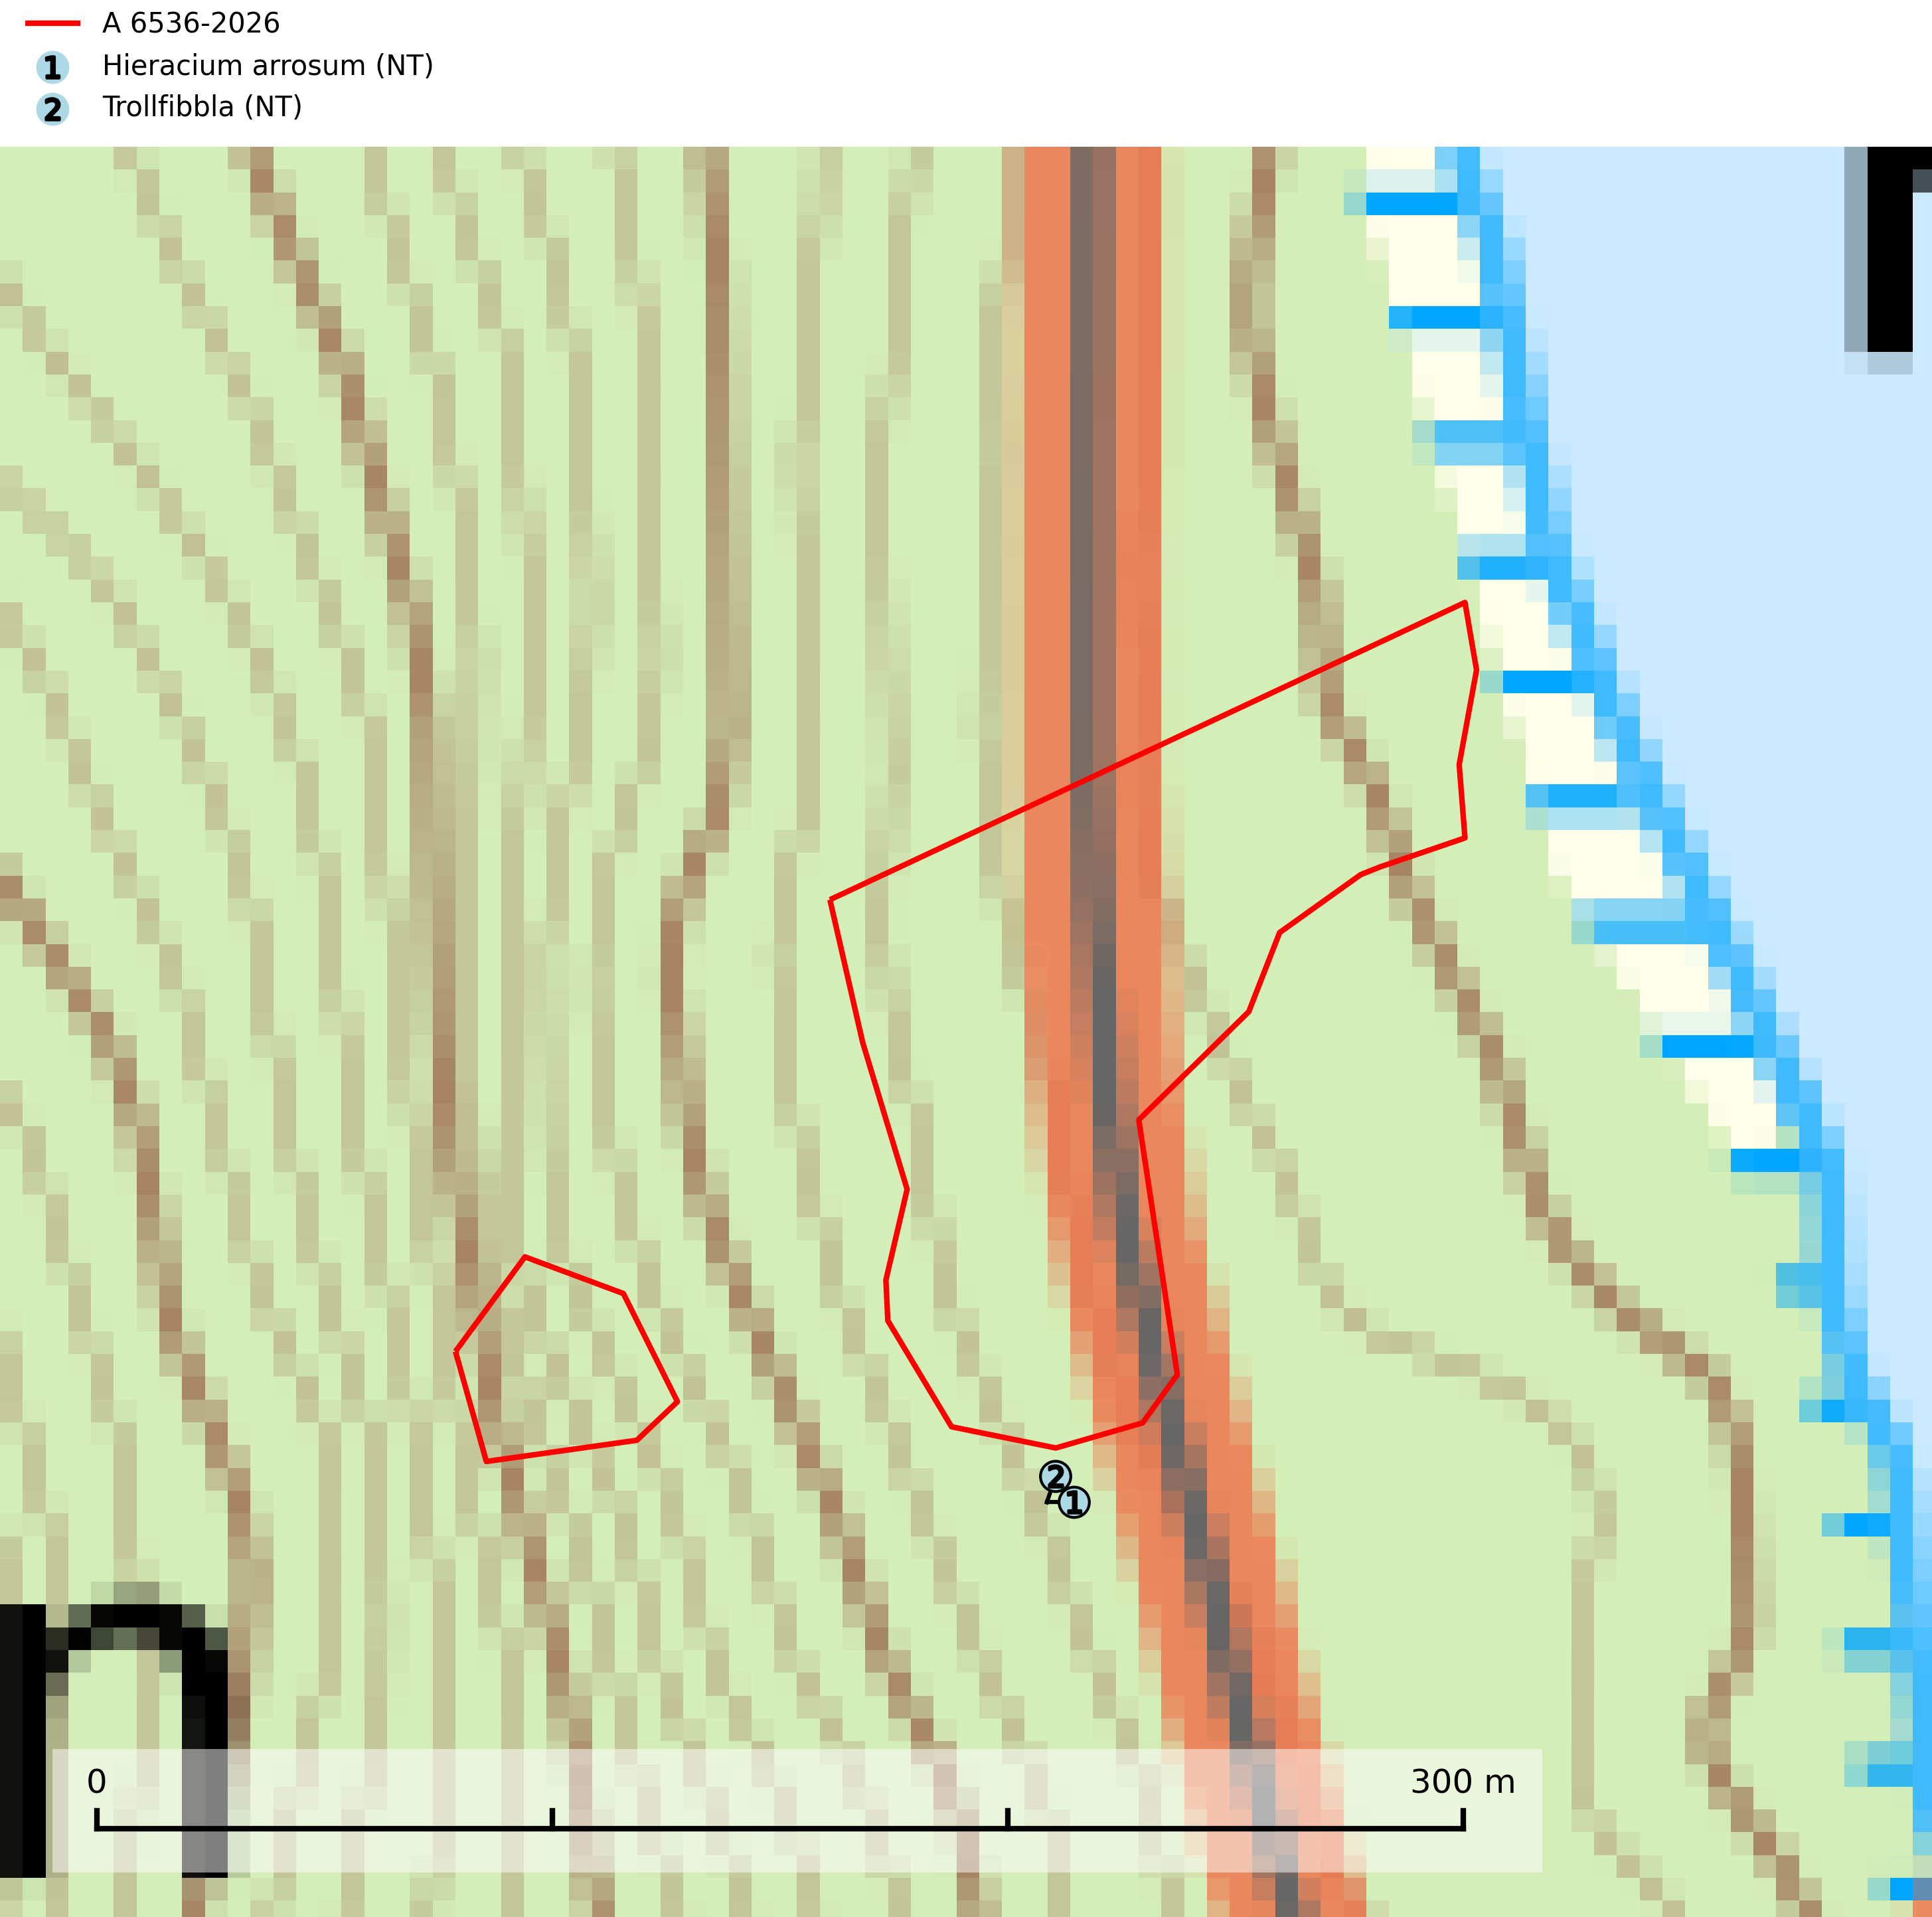 A 6536-2026
1 Hieracium arrosum (NT)
2 Trollfibbla (NT)
2
1
0 300 m